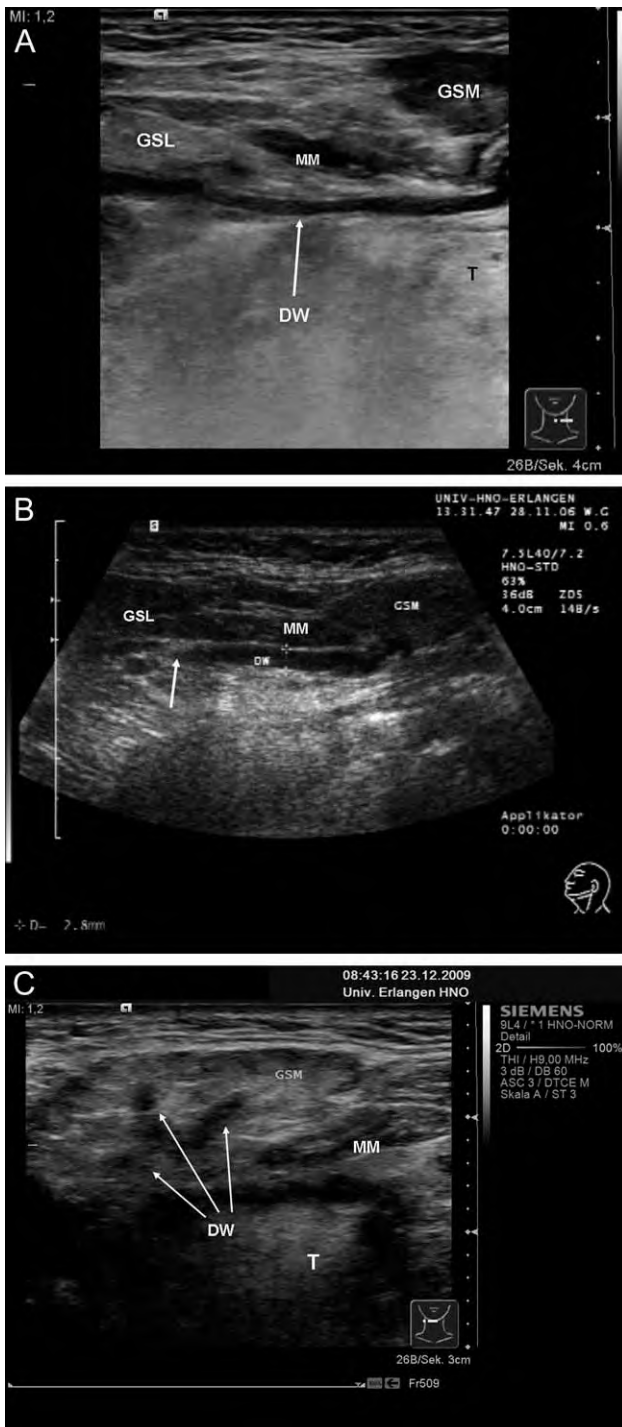 MI: 1,2
A
GSM
GSL
MM
T
DW
26B/Sek. 4cm
B
UNIV-HNO-ERLANGEN
13.31.47 28.11.06 W.G
MI 0.6
7.5L40/7.2
HNO-STD
63%
36dB ZD5
4.0cm 14B/s
GSL
MM
GSM
DW
Applikator
0:00:00
D= 2.8mm
C
08:43:16 23.12.2009
Univ. Erlangen HNO
MI: 1,2
SIEMENS
9L4 / * 1 HNO-NORM
Detail
2D 100%
THI / H9,00 MHz
3 dB / DB 60
ASC 3 / DTCE M
Skala A / ST 3
GSM
MM
DW
T
26B/Sek. 3cm
Fr509